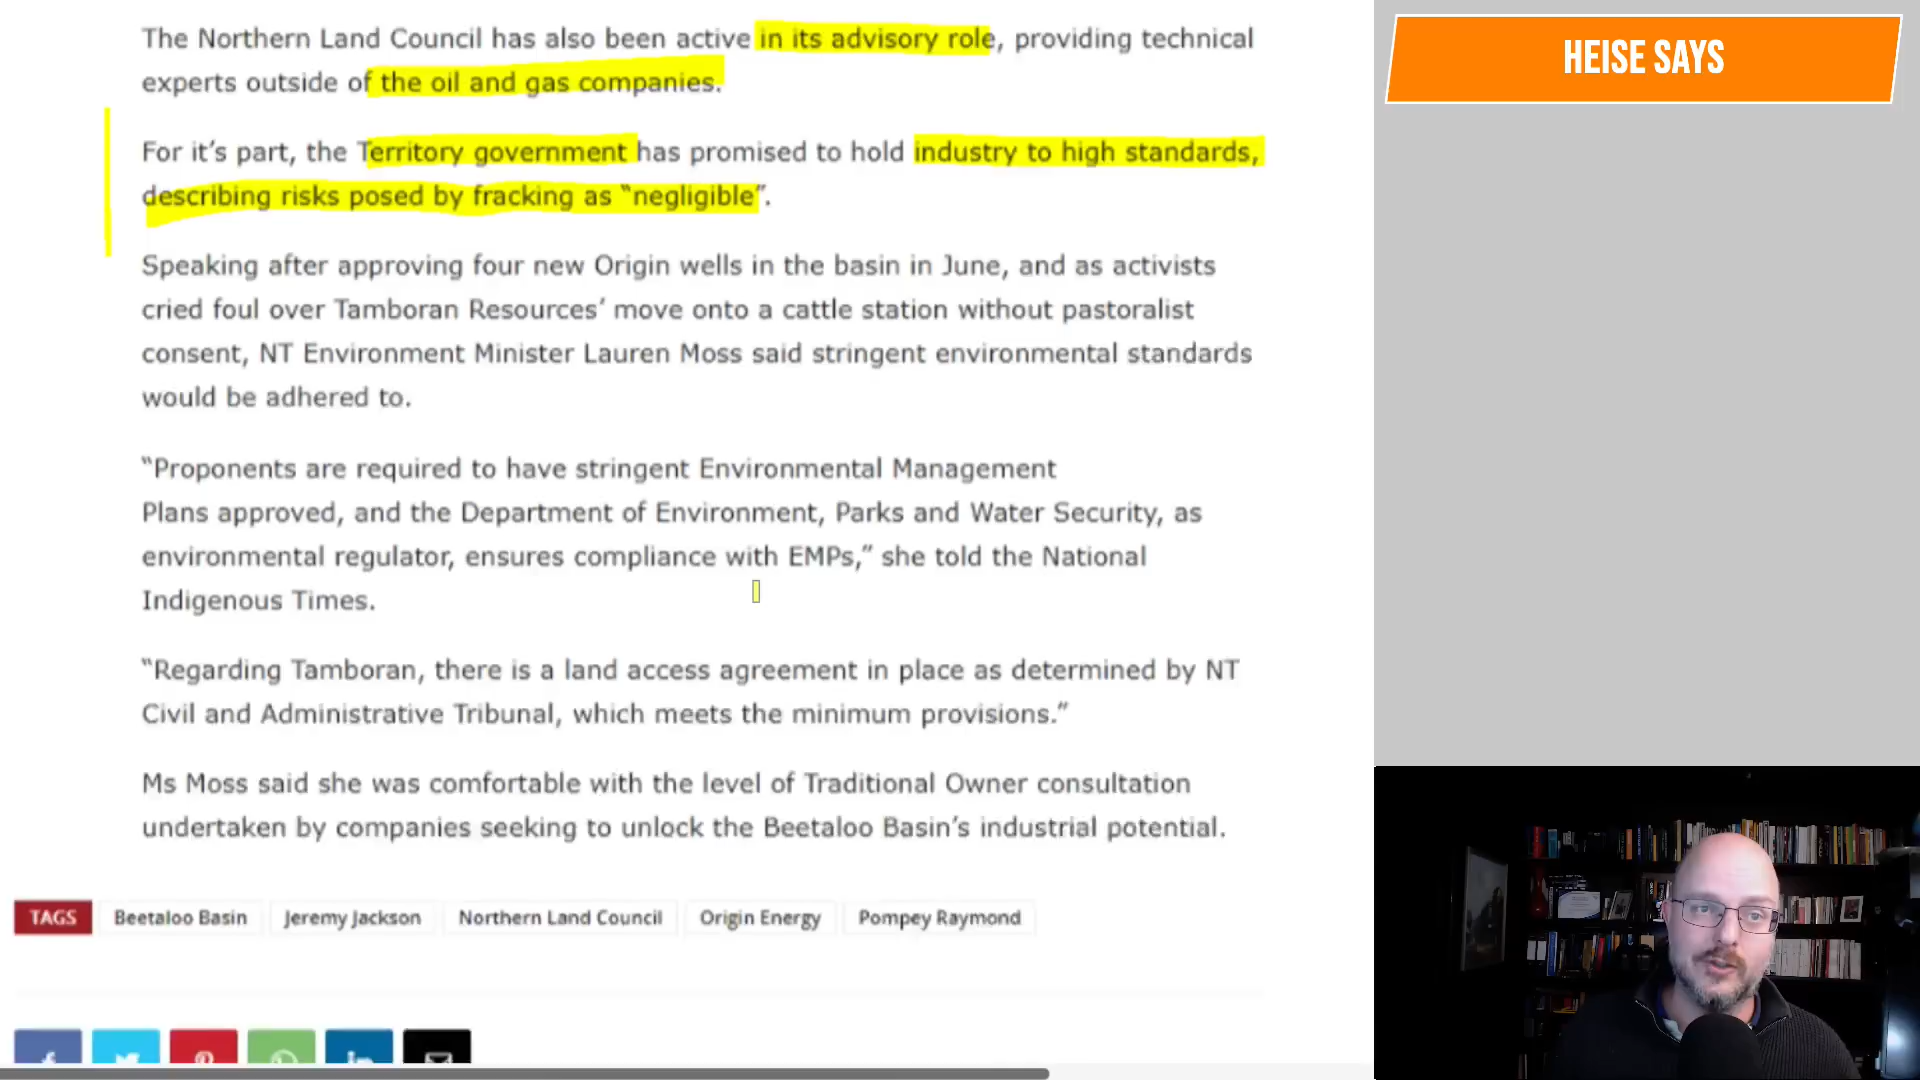 The Northern Land Council has also been active in its advisory role, providing technical
experts outside of the oil and gas companies.
For it’s part, the Territory government has promised to hold industry to high standards,
describing risks posed by fracking as “negligible”.
Speaking after approving four new Origin wells in the basin in June, and as activists
cried foul over Tamboran Resources’ move onto a cattle station without pastoralist
consent, NT Environment Minister Lauren Moss said stringent environmental standards
would be adhered to.
“Proponents are required to have stringent Environmental Management
Plans approved, and the Department of Environment, Parks and Water Security, as
environmental regulator, ensures compliance with EMPs,” she told the National
Indigenous Times.
“Regarding Tamboran, there is a land access agreement in place as determined by NT
Civil and Administrative Tribunal, which meets the minimum provisions.”
Ms Moss said she was comfortable with the level of Traditional Owner consultation
undertaken by companies seeking to unlock the Beetaloo Basin’s industrial potential.
TAGS Beetaloo Basin Jeremy Jackson Northern Land Council Origin Energy Pompey Raymond
HEISE SAYS